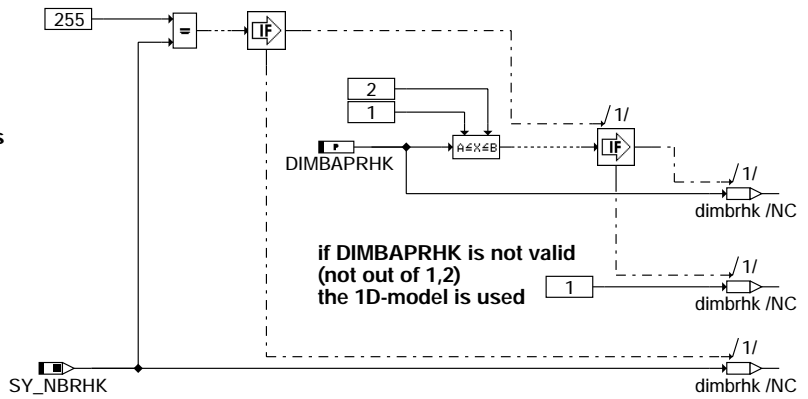 255
=
IF
/1/
2
1
s
P
A≤X≤B
IF
DIMBAPRHK
/1/
dimbrhk /NC
if DIMBAPRHK is not valid
(not out of 1,2)
the 1D-model is used
/1/
1
dimbrhk /NC
/1/
SY_NBRHK
dimbrhk /NC